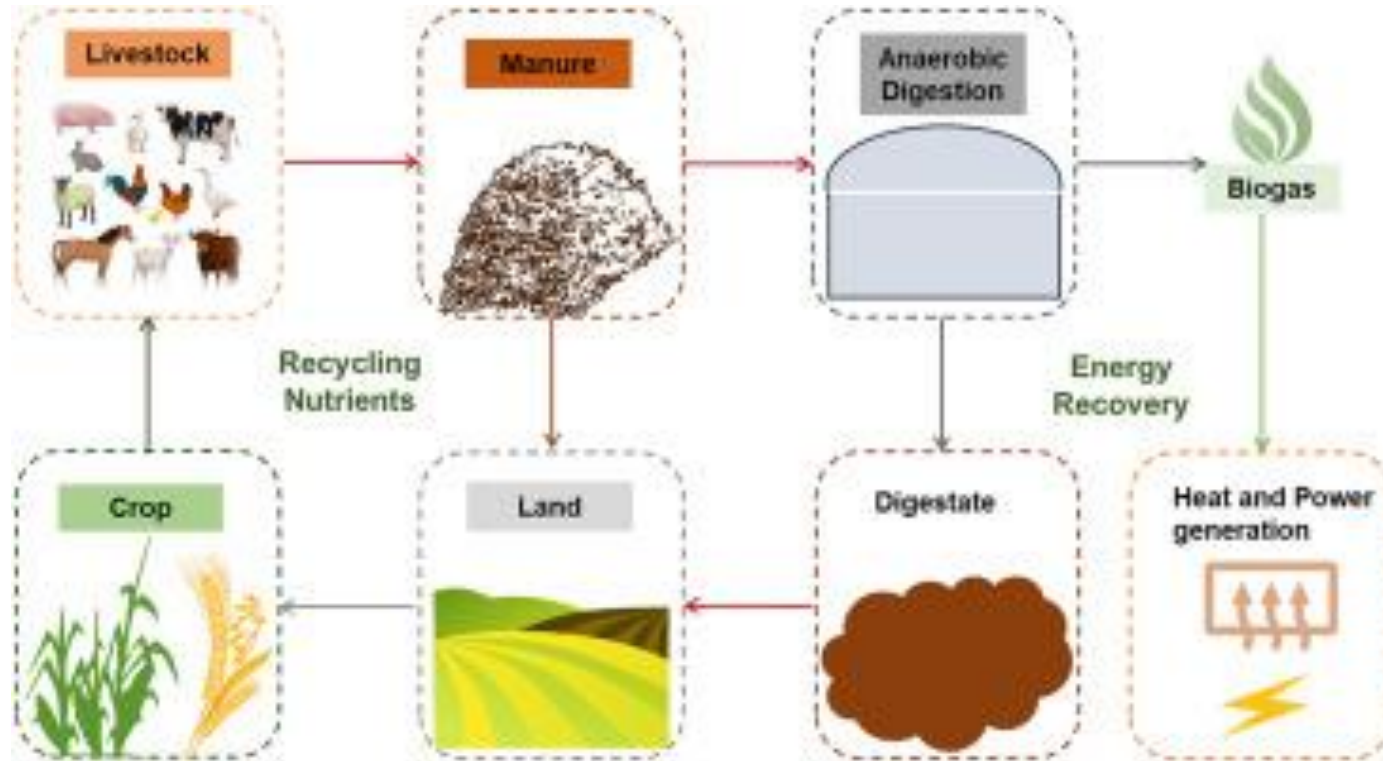 Livestock
Manure
Anaerobic
Digestion
Biogas
Recycling
Nutrients
Energy
Recovery
Crop
Land
Digestate
Heat and Power
generation